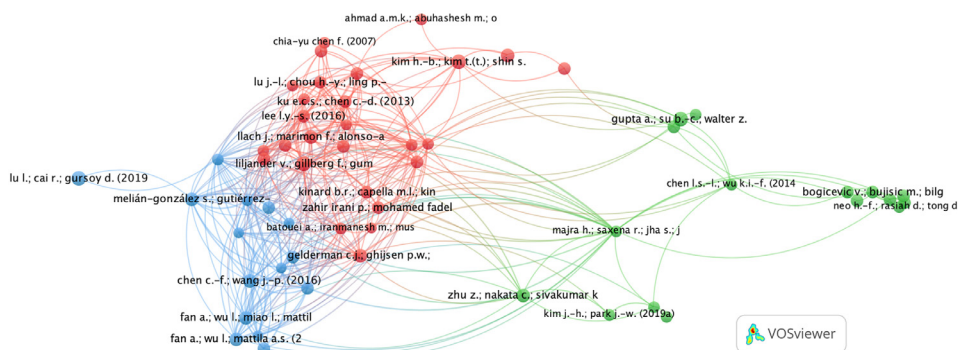 ahmad a.m.k.; abuhashesh m.; o
chia-yu chen f. (2007)
kim h.-b.; kim t.(t.); shin s.
lu j.-l.; chou h.-y.; ling p.-
ku e.c.s.; chen c.-d. (2013)
lee l.y.-s. (2016)
gupta a.; su b.-c.; walter z.
llach j.; marimon f.; alonso-a
liljander v.; gillberg f.; gum
lu l.; cai r.; gursoy d. (2019
chen l.s.-l.; wu k.i.-f. (2014
kinard b.r.; capella m.l.; kin
bogicevic v.; bujisic m.; bilg
melián-gonzález s.; gutiérrez-
zahir irani p.; mohamed fadel
neo h.-f.; rasiah d.; tong d
batouei a.; iranmanesh m.; mus
majra h.; saxena r.; jha s.; j
gelderman c.j.; ghijsen p.w.;
chen c.-f.; wang j.-p. (2016)
zhu z.; nakata c.; sivakumar k
kim j.-h.; park j.-w. (2019a)
fan a.; wu l.; miao l.; mattil
fan a.; wu l.; mattila a.s. (2
VOSviewer